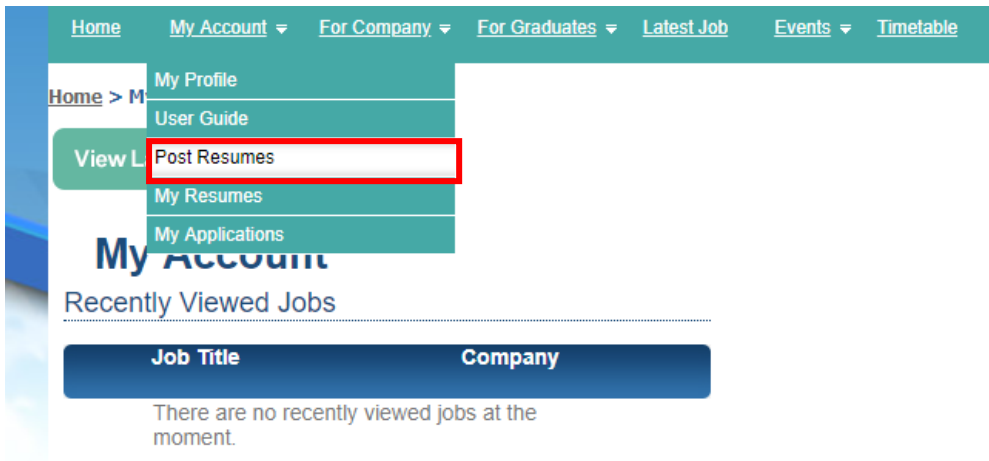 Home My Account For Company For Graduates Latest Job Events Timetable
My Profile
Home > M
User Guide
View L
Post Resumes
My Resumes
My Applications
My Account
Recently Viewed Jobs
Job Title Company
There are no recently viewed jobs at the
moment.